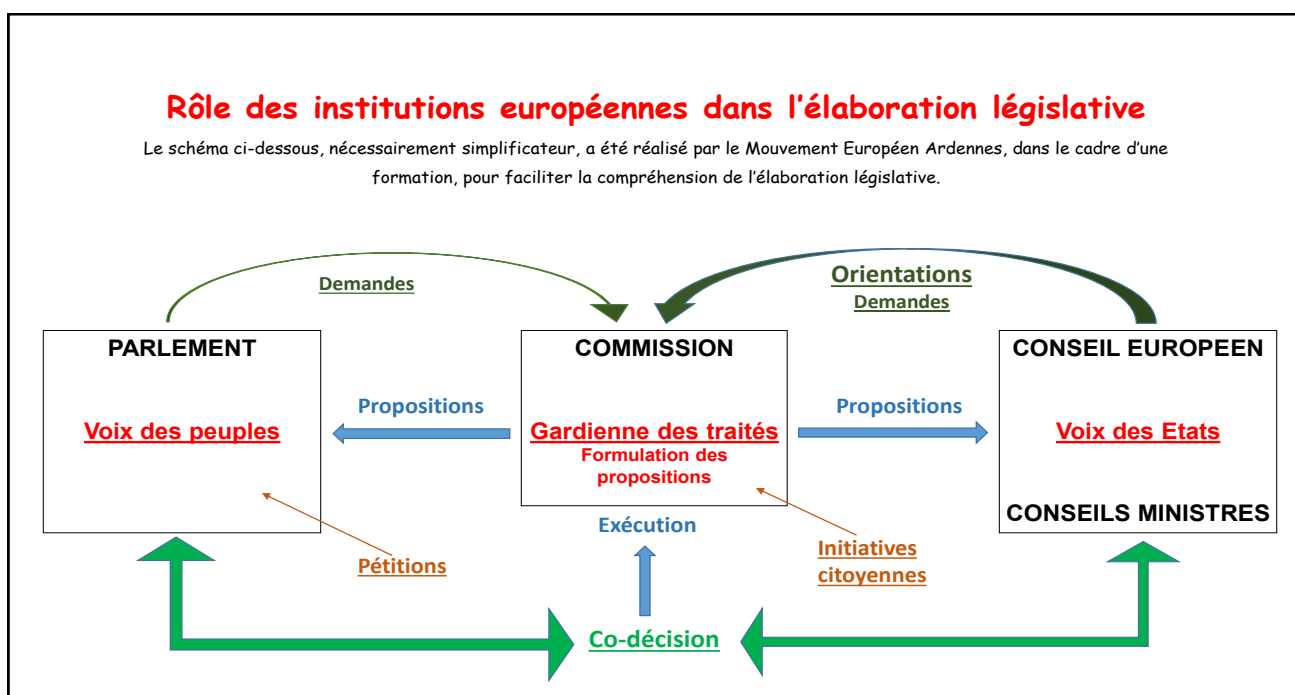 Rôle des institutions européennes dans l'élaboration législative
Le schéma ci-dessous, nécessairement simplificateur, a été réalisé par le Mouvement Européen Ardennes, dans le cadre d'une
formation, pour faciliter la compréhension de l'élaboration législative.
Demandes
Orientations
Demandes
PARLEMENT
COMMISSION
CONSEIL EUROPEEN
Propositions
Propositions
Voix des peuples
Gardienne des traités
Formulation des
propositions
Voix des Etats
CONSEILS MINISTRES
Exécution
Pétitions
Initiatives
citoyennes
Co-décision